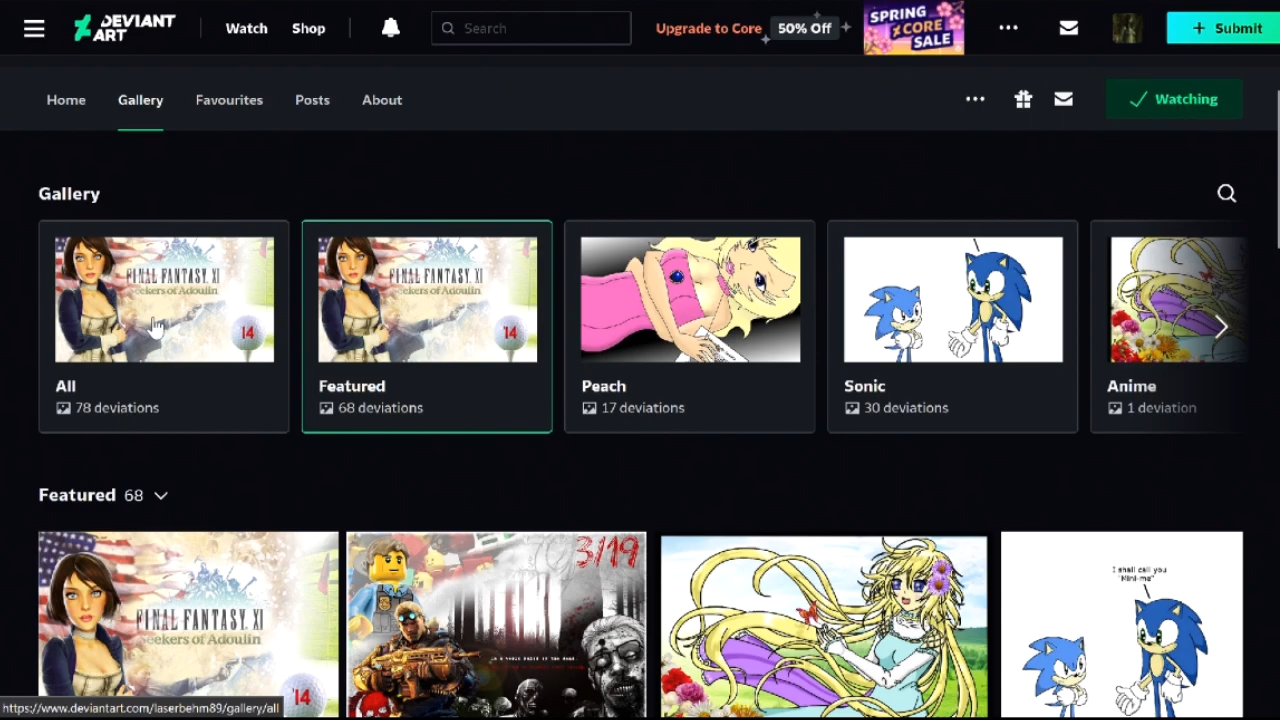 DEVIANT ART
Watch
Shop
Search
Upgrade to Core
50% Off
SPRING CORE SALE
+ Submit
Home
Gallery
Favourites
Posts
About
Watching
Gallery
FINAL FANTASY XI
Seekers of Adoulin
14
FINAL FANTASY XI
Seekers of Adoulin
14
All
78 deviations
Featured
68 deviations
Peach
17 deviations
Sonic
30 deviations
Anime
1 deviation
Featured 68
FINAL FANTASY XI
Seekers of Adoulin
14
3/19
I shall call you
"Mini-me"
https://www.deviantart.com/laserbehm89/gallery/all